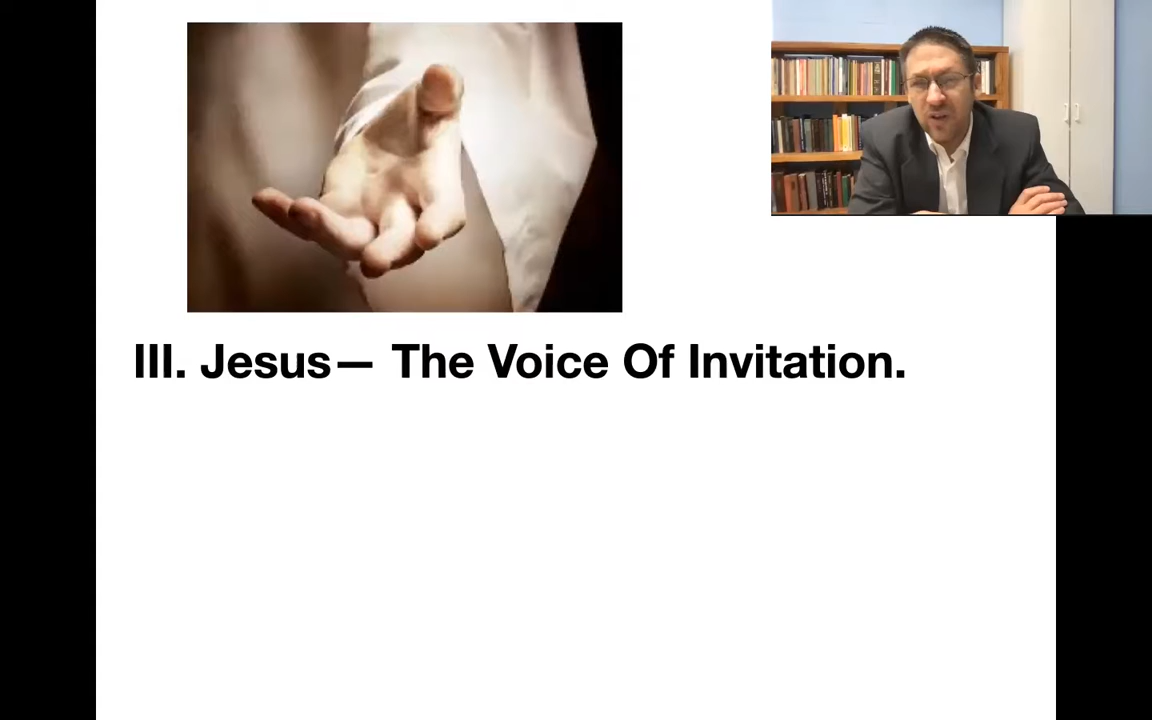 III. Jesus— The Voice Of Invitation.